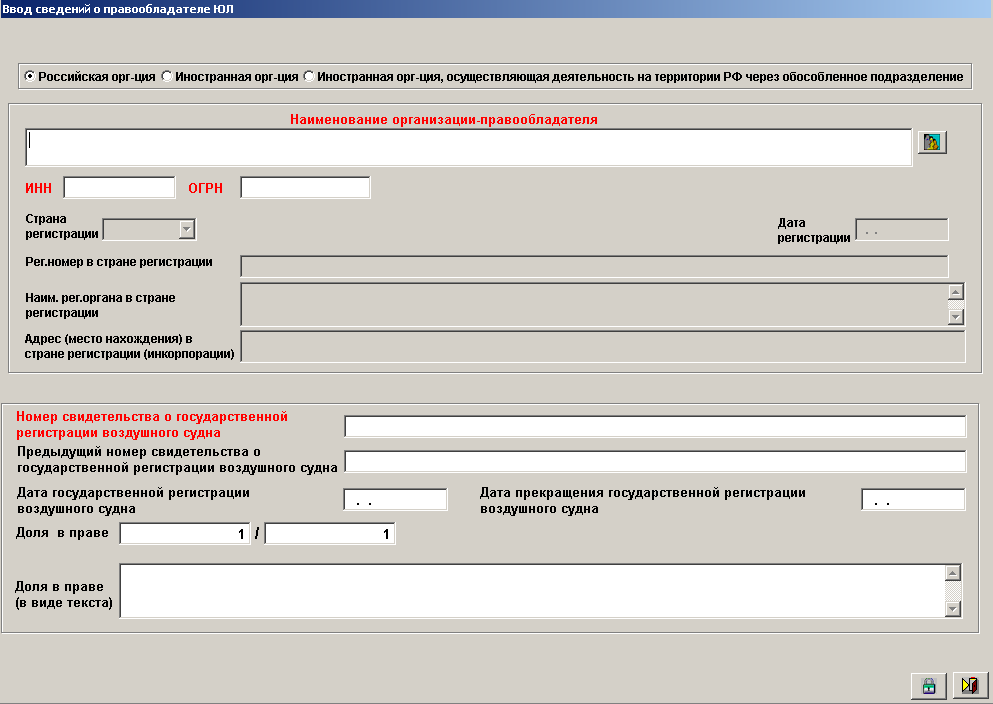 Ввод сведений о правообладателе ЮЛ
Российская орг-ция Иностранная орг-ция Иностранная орг-ция, осуществляющая деятельность на территории РФ через обособленное подразделение
Наименование организации-правообладателя
ИНН ОГРН
Страна
регистрации
Дата
регистрации
. .
Рег.номер в стране регистрации
Наим. рег.органа в стране
регистрации
Адрес (место нахождения) в
стране регистрации (инкорпорации)
Номер свидетельства о государственной
регистрации воздушного судна
Предыдущий номер свидетельства о
государственной регистрации воздушного судна
Дата государственной регистрации
воздушного судна
. .
Дата прекращения государственной регистрации
воздушного судна
. .
Доля в праве 1 / 1
Доля в праве
(в виде текста)